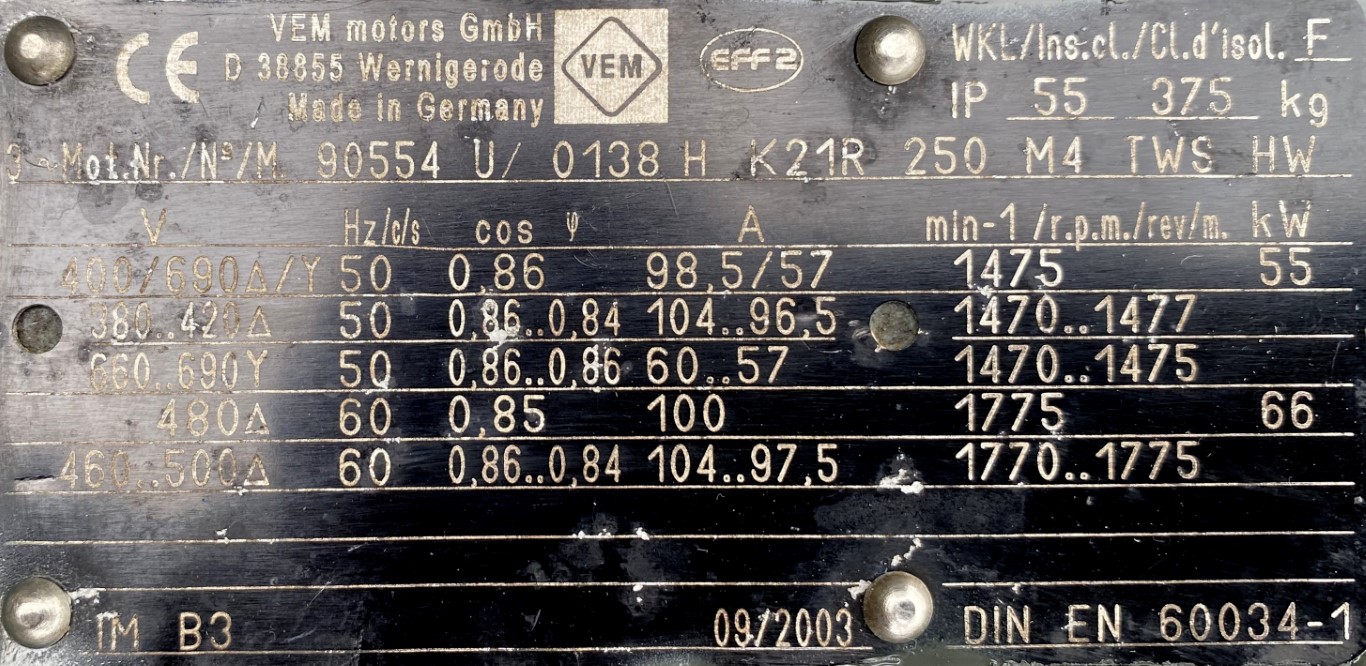 CE VEM motors GmbH VEM EFF2 WKL/Ins.cl./Cl.d'isol. F
D 38855 Wernigerode
Made in Germany IP 55 375 kg
3~Mot.Nr./Nº/M. 90554 U/ 0138 H K21R 250 M4 TWS HW
V Hz/c/s cos φ A min-1/r.p.m./rev/m. kW
400/690Δ/Y 50 0,86 98,5/57 1475 55
380..420Δ 50 0,86..0,84 104..96,5 1470..1477
660..690Y 50 0,86..0,86 60..57 1470..1475
480Δ 60 0,85 100 1775 66
460..500Δ 60 0,86..0,84 104..97,5 1770..1775
IM B3 09/2003 DIN EN 60034-1